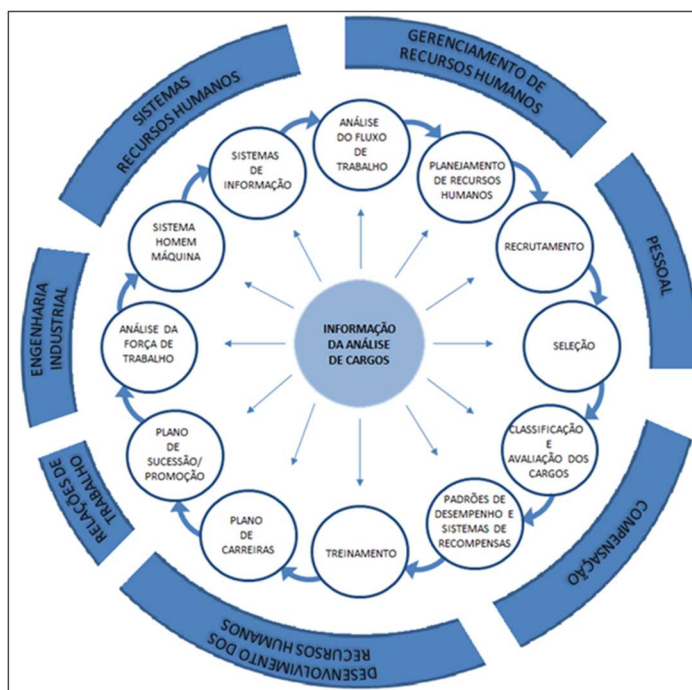 SISTEMAS
RECURSOS HUMANOS
GERENCIAMENTO DE
RECURSOS HUMANOS
PESSOAL
COMPENSAÇÃO
DESENVOLVIMENTO DOS
RECURSOS HUMANOS
RELAÇÕES DE
TRABALHO
ENGENHARIA
INDUSTRIAL
ANÁLISE
DO FLUXO
DE
TRABALHO
PLANEJAMENTO
DE RECURSOS
HUMANOS
RECRUTAMENTO
SELEÇÃO
CLASSIFICAÇÃO
E
AVALIAÇÃO DOS
CARGOS
PADRÕES DE
DESEMPENHO E
SISTEMAS DE
RECOMPENSAS
TREINAMENTO
PLANO
DE
CARREIRAS
PLANO
DE
SUCESSÃO/
PROMOÇÃO
ANÁLISE DA
FORÇA DE
TRABALHO
SISTEMA
HOMEM
MÁQUINA
SISTEMAS
DE
INFORMAÇÃO
INFORMAÇÃO
DA ANÁLISE
DE CARGOS